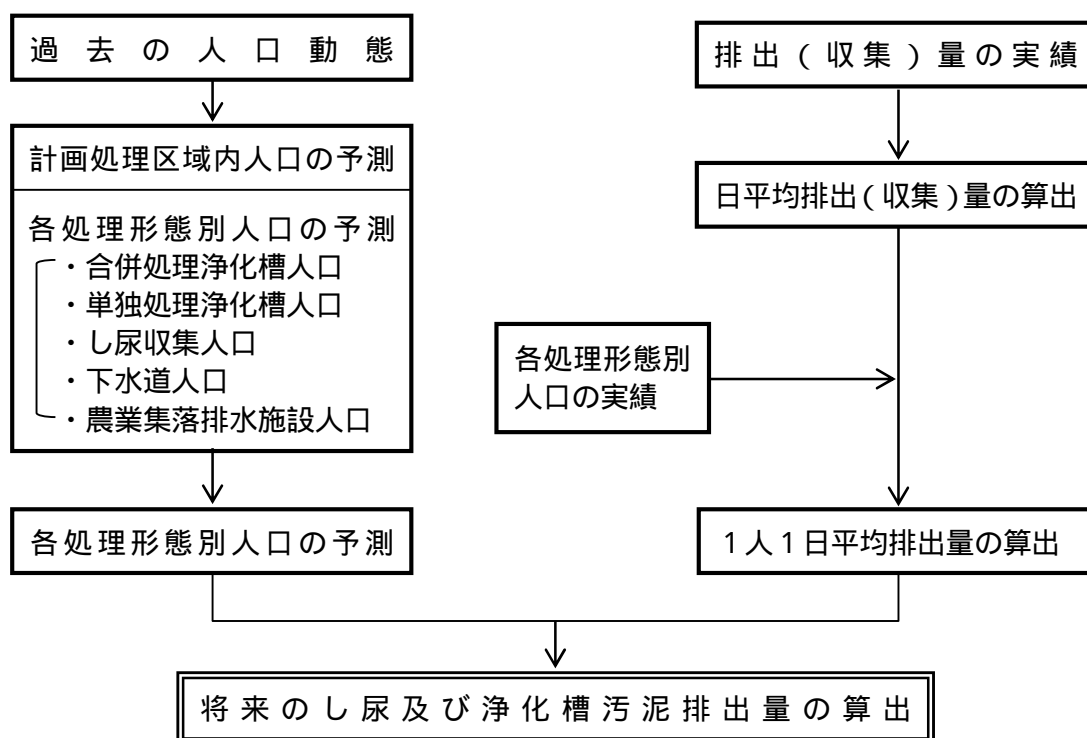 過去の人口動態
計画処理区域内人口の予測
各処理形態別人口の予測
・合併処理浄化槽人口
・単独処理浄化槽人口
・し尿収集人口
・下水道人口
・農業集落排水施設人口
各処理形態別人口の予測
排出(収集)量の実績
日平均排出(収集)量の算出
各処理形態別
人口の実績
1人1日平均排出量の算出
将来のし尿及び浄化槽汚泥排出量の算出